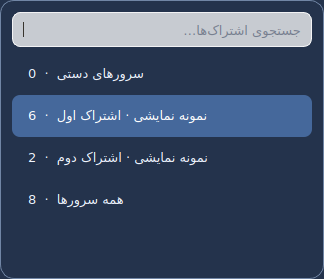 جستجوی اشتراک‌ها…
سرورهای دستی · 0
نمونه نمایشی · اشتراک اول · 6
نمونه نمایشی · اشتراک دوم · 2
همه سرورها · 8